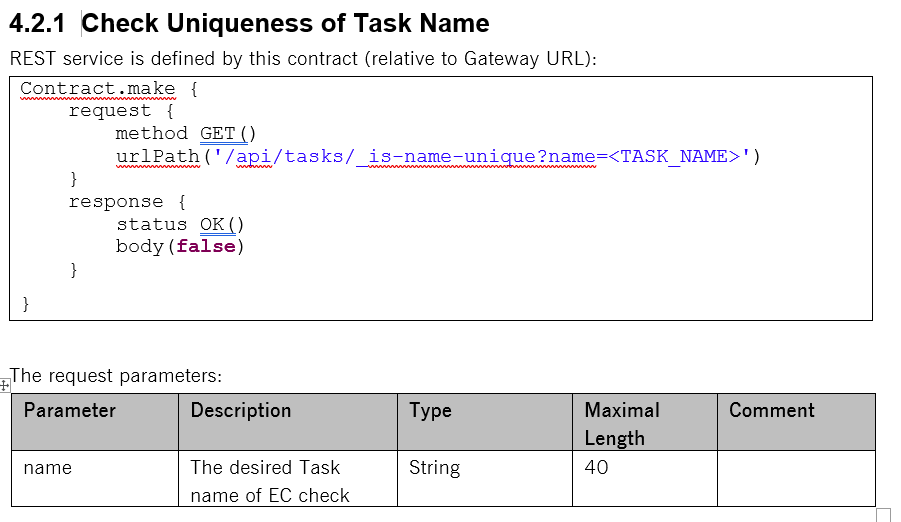 4.2.1 Check Uniqueness of Task Name
REST service is defined by this contract (relative to Gateway URL):
Contract.make {
request {
method GET()
urlPath('/api/tasks/_is-name-unique?name=<TASK_NAME>')
}
response {
status OK()
body(false)
}
}
The request parameters:
Parameter Description Type Maximal Length Comment
name The desired Task name of EC check String 40